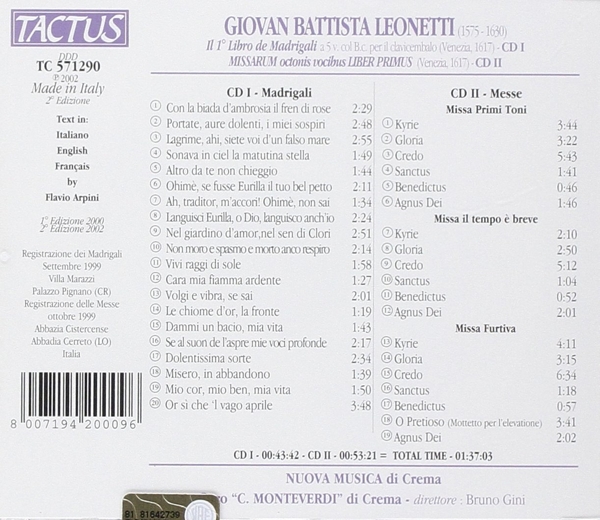 TACTUS
DDD
TC 571290
℗ 2002
Made in Italy
2ª Edizione
Text in:
Italiano
English
Français
by
Flavio Arpini
1ª Edizione 2000
2ª Edizione 2002
Registrazione dei Madrigali
Settembre 1999
Villa Marazzi
Palazzo Pignano (CR)
Registrazione delle Messe
ottobre 1999
Abbazia Cistercense
Abbadia Cerreto (LO)
Italia
8 007194 200096
GIOVAN BATTISTA LEONETTI (1575 - 1630)
Il 1° Libro de Madrigali a 5 v. col B.c. per il clavicembalo (Venezia, 1617) - CD I
MISSARUM octonis vocibus LIBER PRIMUS (Venezia, 1617) - CD II
CD I - Madrigali
① Con la biada d'ambrosia il fren di rose 2:29
② Portate, aure dolenti, i miei sospiri 2:48
③ Lagrime, ahi, siete voi d'un falso mare 2:55
④ Sonava in ciel la matutina stella 1:49
⑤ Altro da te non chieggio 1:44
⑥ Ohimè, se fusse Eurilla il tuo bel petto 2:11
⑦ Ah, traditor, m'accori! Ohimè, non sai 1:34
⑧ Languisci Eurilla, o Dio, languisco anch'io 2:24
⑨ Nel giardino d'amor, nel sen di Clori 2:51
⑩ Non moro e spasmo e morto anco respiro 2:14
⑪ Vivi raggi di sole 1:58
⑫ Cara mia fiamma ardente 2:27
⑬ Volgi e vibra, se sai 2:01
⑭ Le chiome d'or, la fronte 1:19
⑮ Dammi un bacio, mia vita 1:43
⑯ Se al suon de l'aspre mie voci profonde 2:17
⑰ Dolentissima sorte 2:34
⑱ Misero, in abbandono 1:39
⑲ Mio cor, mio ben, mia vita 1:50
⑳ Or sì che 'l vago aprile 3:48
CD II - Messe
Missa Primi Toni
① Kyrie 3:44
② Gloria 3:22
③ Credo 5:43
④ Sanctus 1:41
⑤ Benedictus 0:46
⑥ Agnus Dei 1:46
Missa il tempo è breve
⑦ Kyrie 2:10
⑧ Gloria 2:50
⑨ Credo 5:12
⑩ Sanctus 1:04
⑪ Benedictus 0:52
⑫ Agnus Dei 2:01
Missa Furtiva
⑬ Kyrie 4:11
⑭ Gloria 3:15
⑮ Credo 6:34
⑯ Sanctus 1:18
⑰ Benedictus 0:57
⑱ O Pretioso (Mottetto per l'elevatione) 3:41
⑲ Agnus Dei 2:02
CD I - 00:43:42 - CD II - 00:53:21 = TOTAL TIME - 01:37:03
NUOVA MUSICA di Crema
"C. MONTEVERDI" di Crema - direttore : Bruno Gini
81 81642739